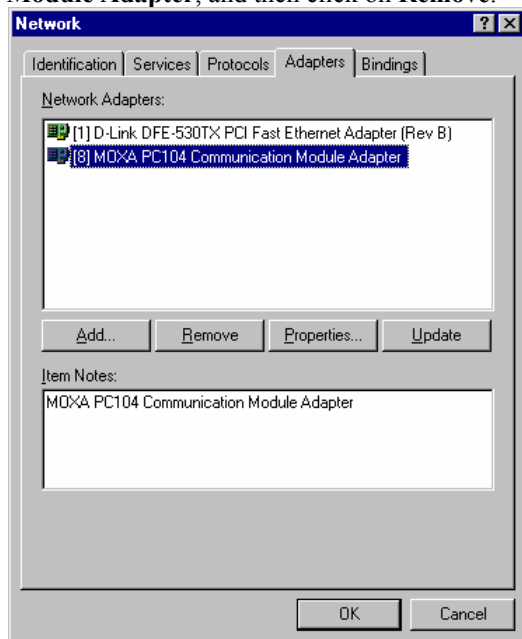 Module Adapter, and then click on Remove.
Network
Identification Services Protocols Adapters Bindings
Network Adapters:
[1] D-Link DFE-530TX PCI Fast Ethernet Adapter (Rev B)
[8] MOXA PC104 Communication Module Adapter
Add... Remove Properties... Update
Item Notes:
MOXA PC104 Communication Module Adapter
OK Cancel